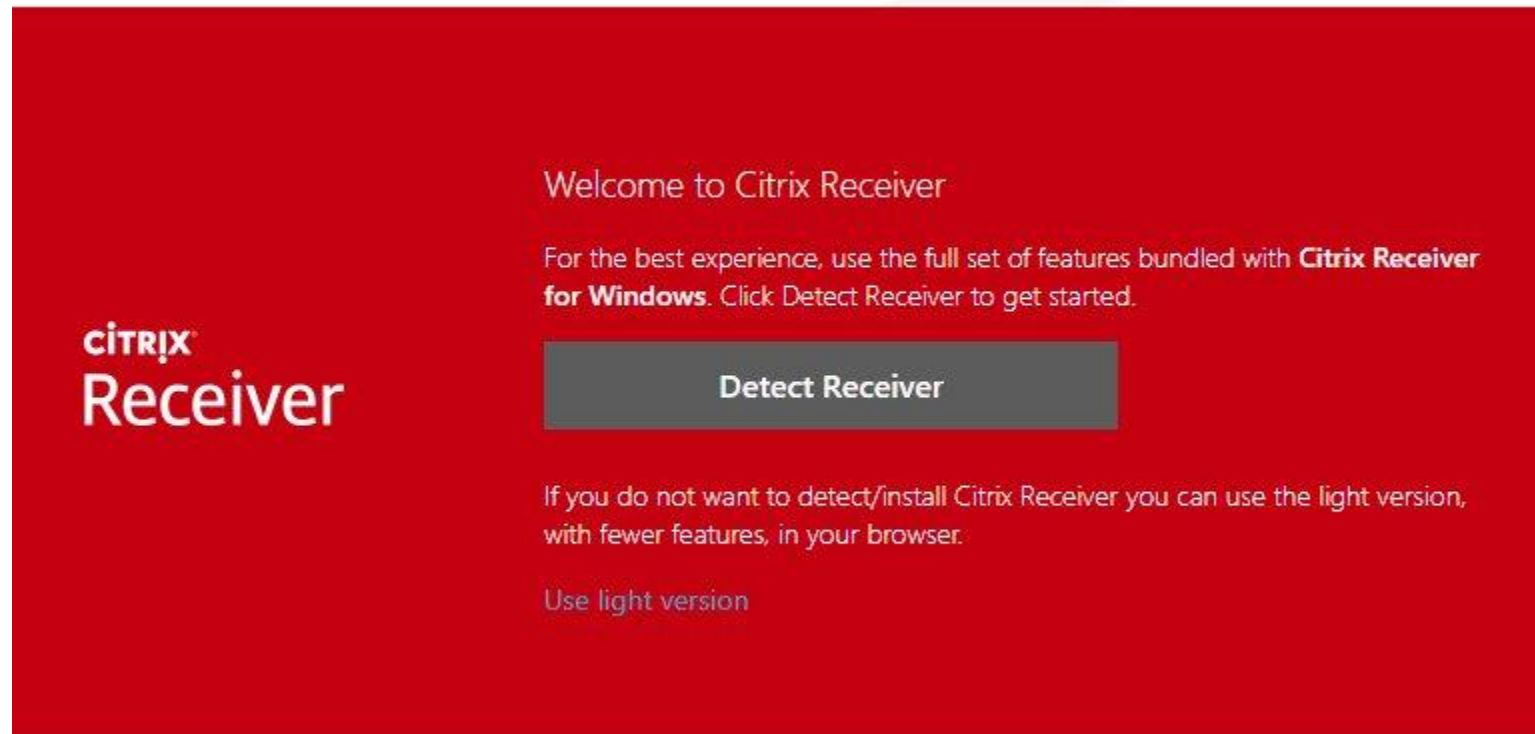 Welcome to Citrix Receiver
For the best experience, use the full set of features bundled with Citrix Receiver
for Windows. Click Detect Receiver to get started.
CİTRIX
Receiver
Detect Receiver
If you do not want to detect/install Citrix Receiver you can use the light version,
with fewer features, in your browser.
Use light version